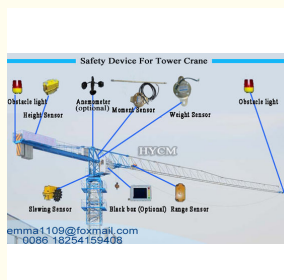 Safety Device For Tower Crane
Obstacle light
Height Sensor
Anemometer
(optional)
Moment Sensor
Weight Sensor
Obstacle light
HYCM
Slewing Sensor
Black box (Optional)
Range Sensor
emma1109@foxmail.com
0086 18254159408